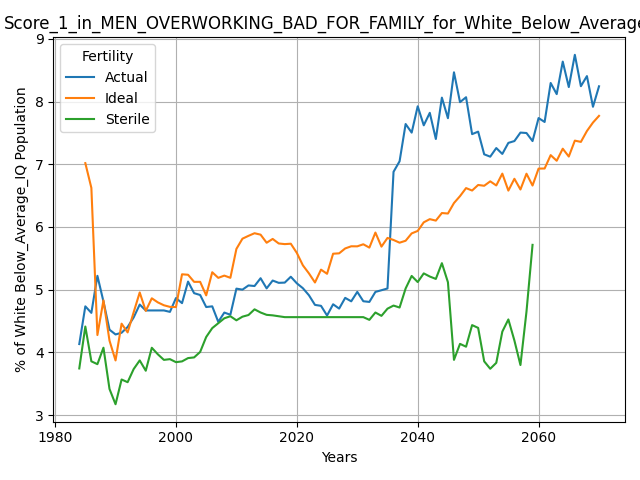 Score_1_in_MEN_OVERWORKING_BAD_FOR_FAMILY_for_White_Below_Average
9
8
7
6
5
4
3
% of White Below_Average_IQ Population
Fertility
Actual
Ideal
Sterile
1980
2000
2020
2040
2060
Years